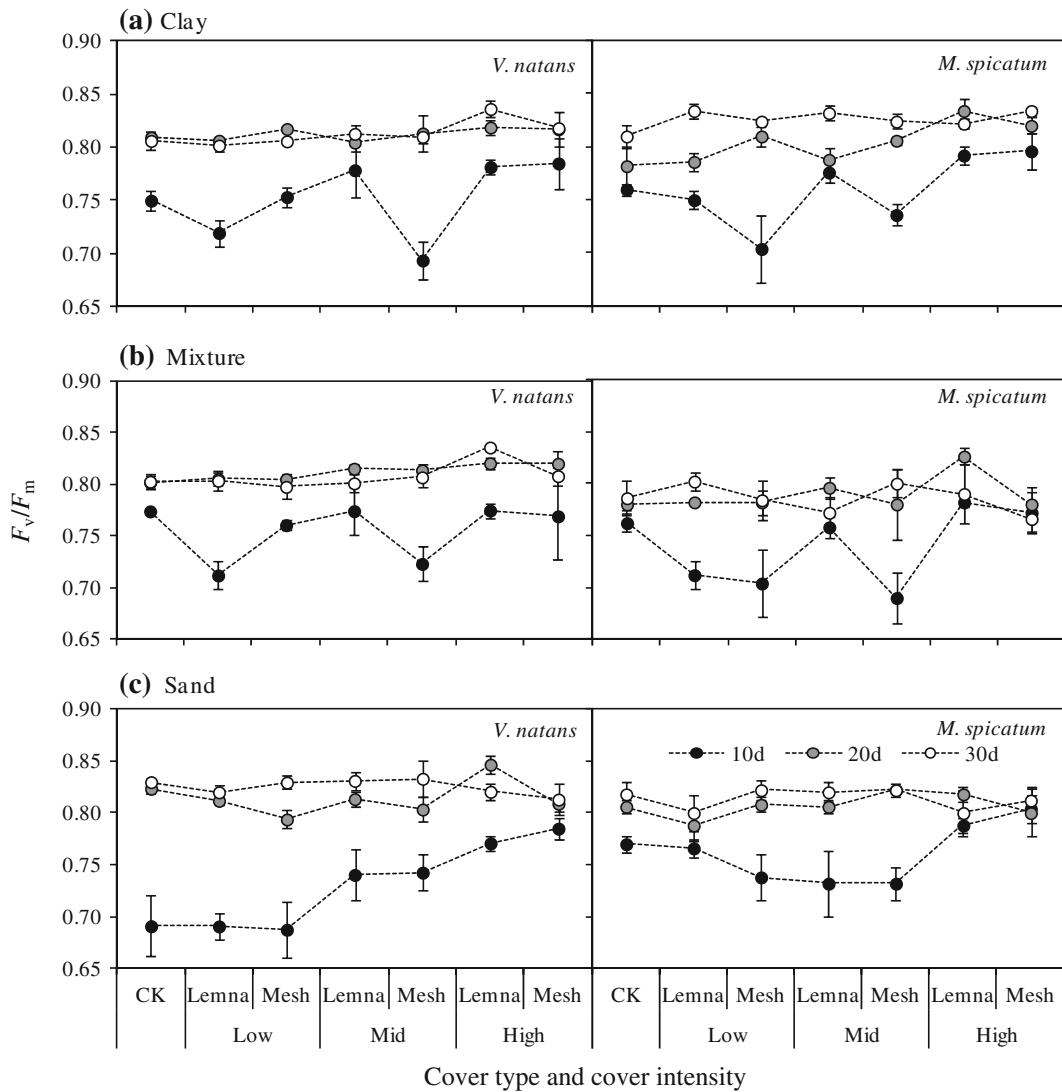 (a) Clay
V. natans
M. spicatum
0.90
0.85
0.80
0.75
0.70
0.65
(b) Mixture
V. natans
M. spicatum
0.90
0.85
0.80
0.75
0.70
0.65
Fv/Fm
(c) Sand
V. natans
M. spicatum
10d 20d 30d
0.90
0.85
0.80
0.75
0.70
0.65
CK Lemna Mesh Lemna Mesh Lemna Mesh CK Lemna Mesh Lemna Mesh Lemna Mesh
Low Mid High Low Mid High
Cover type and cover intensity